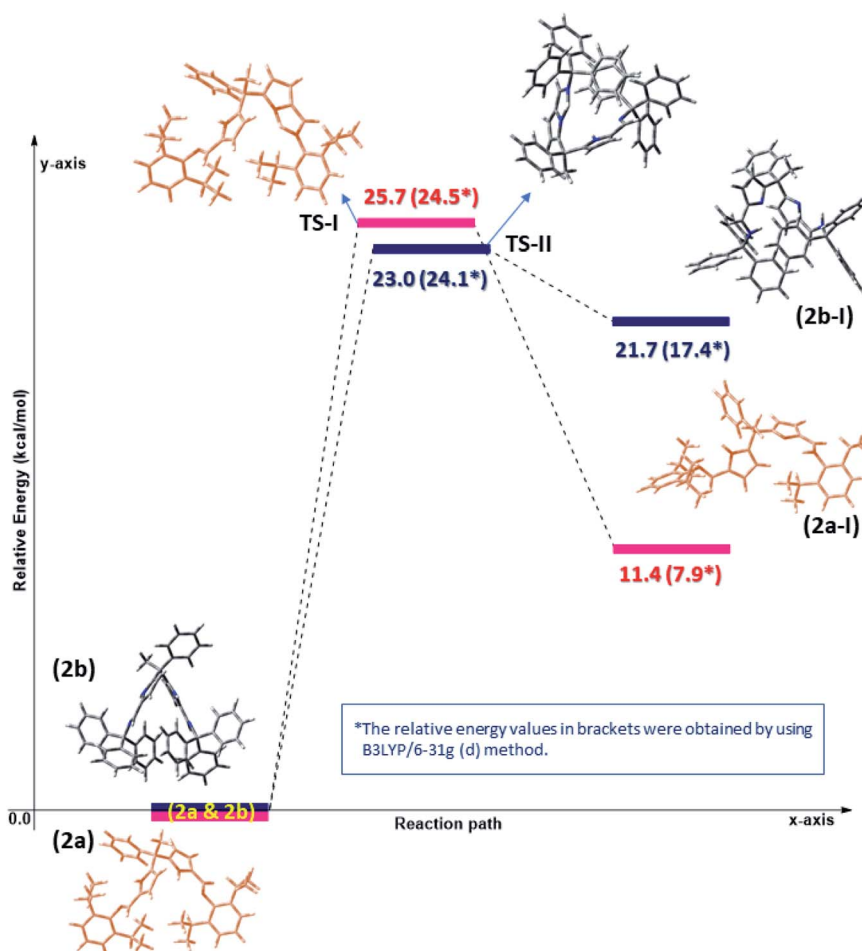 y-axis
25.7 (24.5*)
TS-I
TS-II
23.0 (24.1*)
(2b-I)
21.7 (17.4*)
Relative Energy (kcal/mol)
(2a-I)
11.4 (7.9*)
(2b)
*The relative energy values in brackets were obtained by using
B3LYP/6-31g (d) method.
(2a & 2b)
0.0
Reaction path
x-axis
(2a)